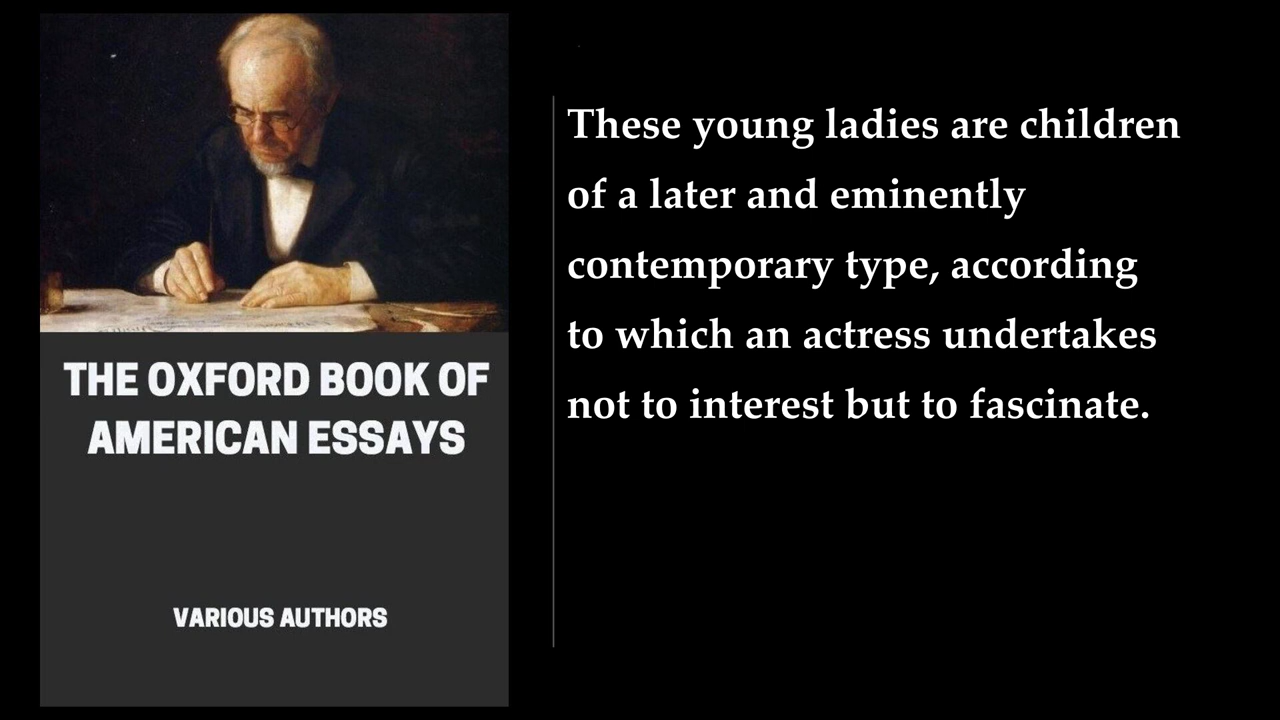 THE OXFORD BOOK OF
AMERICAN ESSAYS
VARIOUS AUTHORS
These young ladies are children
of a later and eminently
contemporary type, according
to which an actress undertakes
not to interest but to fascinate.